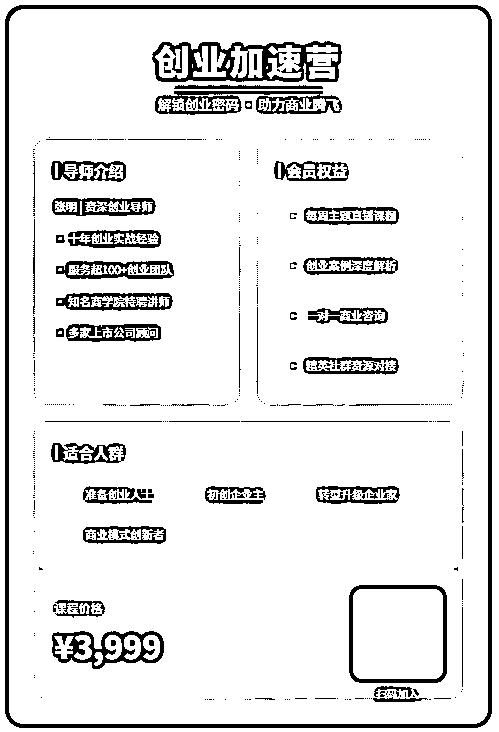 创业加速营
解锁创业密码 · 助力商业腾飞
导师介绍
张明 | 资深创业导师
十年创业实战经验
服务超100+创业团队
知名商学院特聘讲师
多家上市公司顾问
会员权益
每周主题直播课程
创业案例深度解析
一对一商业咨询
精英社群资源对接
适合人群
准备创业人士
初创企业主
转型升级企业家
商业模式创新者
课程价格
¥3,999
扫码加入